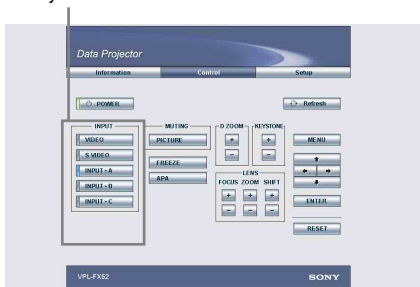 Data Projector
Information Control Setup
POWER Refresh
INPUT MUTING D ZOOM KEYSTONE
VIDEO PICTURE + + MENU
S VIDEO - -
INPUT - A FREEZE
INPUT - B APA LENS
INPUT - C FOCUS ZOOM SHIFT
+ + + ENTER
- - - RESET
VPL-FX52 SONY